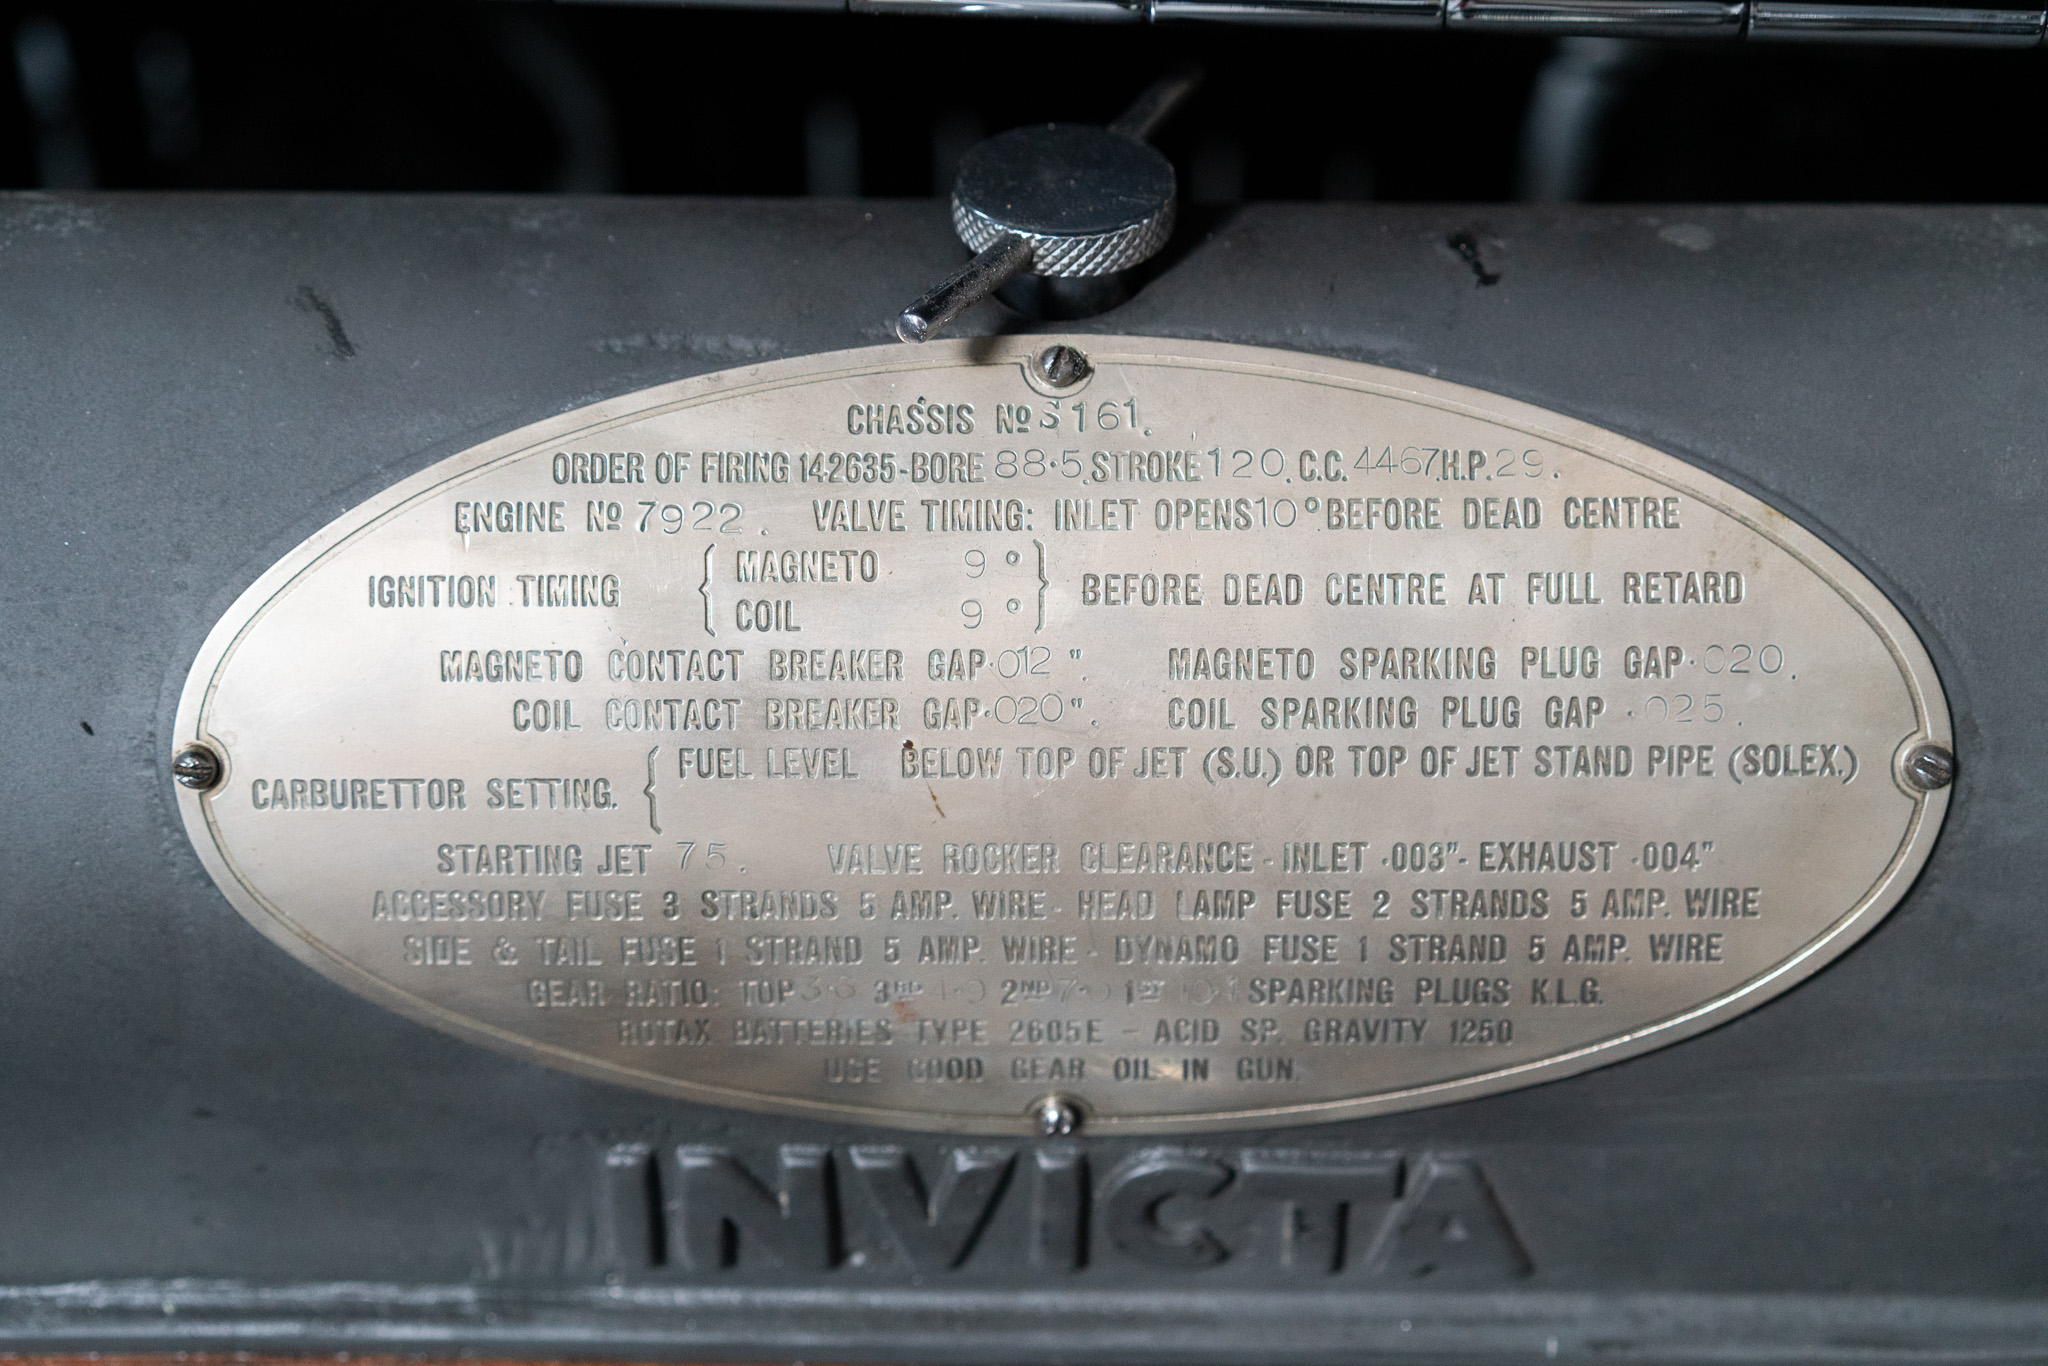 CHASSIS No S161.
ORDER OF FIRING 142635-BORE 88·5. STROKE 120. C.C. 4467. H.P. 29.
ENGINE No 7922. VALVE TIMING: INLET OPENS 10° BEFORE DEAD CENTRE
IGNITION TIMING { MAGNETO 9° COIL 9° } BEFORE DEAD CENTRE AT FULL RETARD
MAGNETO CONTACT BREAKER GAP ·012". MAGNETO SPARKING PLUG GAP ·020.
COIL CONTACT BREAKER GAP ·020". COIL SPARKING PLUG GAP ·025.
CARBURETTOR SETTING. { FUEL LEVEL BELOW TOP OF JET (S.U.) OR TOP OF JET STAND PIPE (SOLEX.)
STARTING JET 75. VALVE ROCKER CLEARANCE - INLET .003"- EXHAUST .004"
ACCESSORY FUSE 3 STRANDS 5 AMP. WIRE - HEAD LAMP FUSE 2 STRANDS 5 AMP. WIRE
SIDE & TAIL FUSE 1 STRAND 5 AMP. WIRE - DYNAMO FUSE 1 STRAND 5 AMP. WIRE
GEAR RATIO: TOP 3RD 2ND 1ST SPARKING PLUGS K.L.G.
ROTAX BATTERIES TYPE 2605E - ACID SP. GRAVITY 1250
USE GOOD GEAR OIL IN GUN.
INVICTA